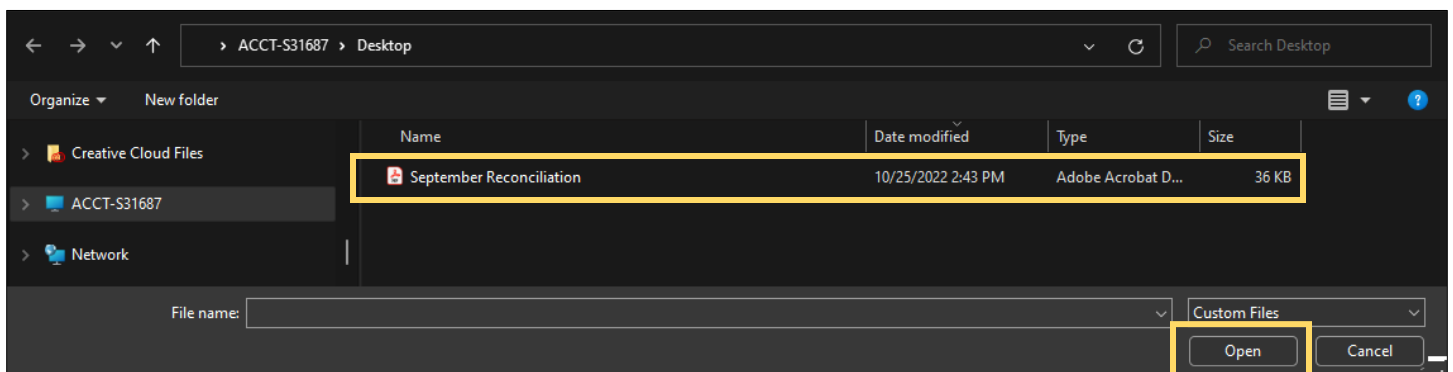 ACCT-S31687 Desktop
Search Desktop
Organize
New folder
?
Name
Date modified
Type
Size
Creative Cloud Files
September Reconciliation
10/25/2022 2:43 PM
Adobe Acrobat D...
36 KB
ACCT-S31687
Network
File name:
Custom Files
Open
Cancel